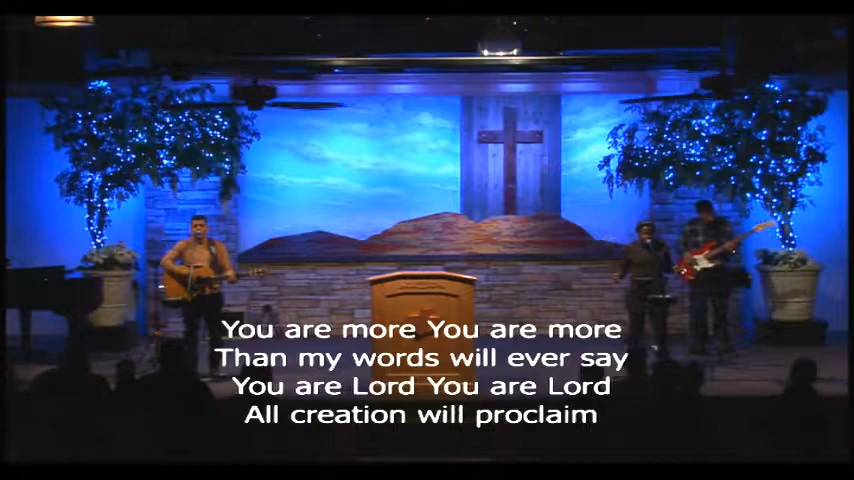 You are more You are more
Than my words will ever say
You are Lord You are Lord
All creation will proclaim